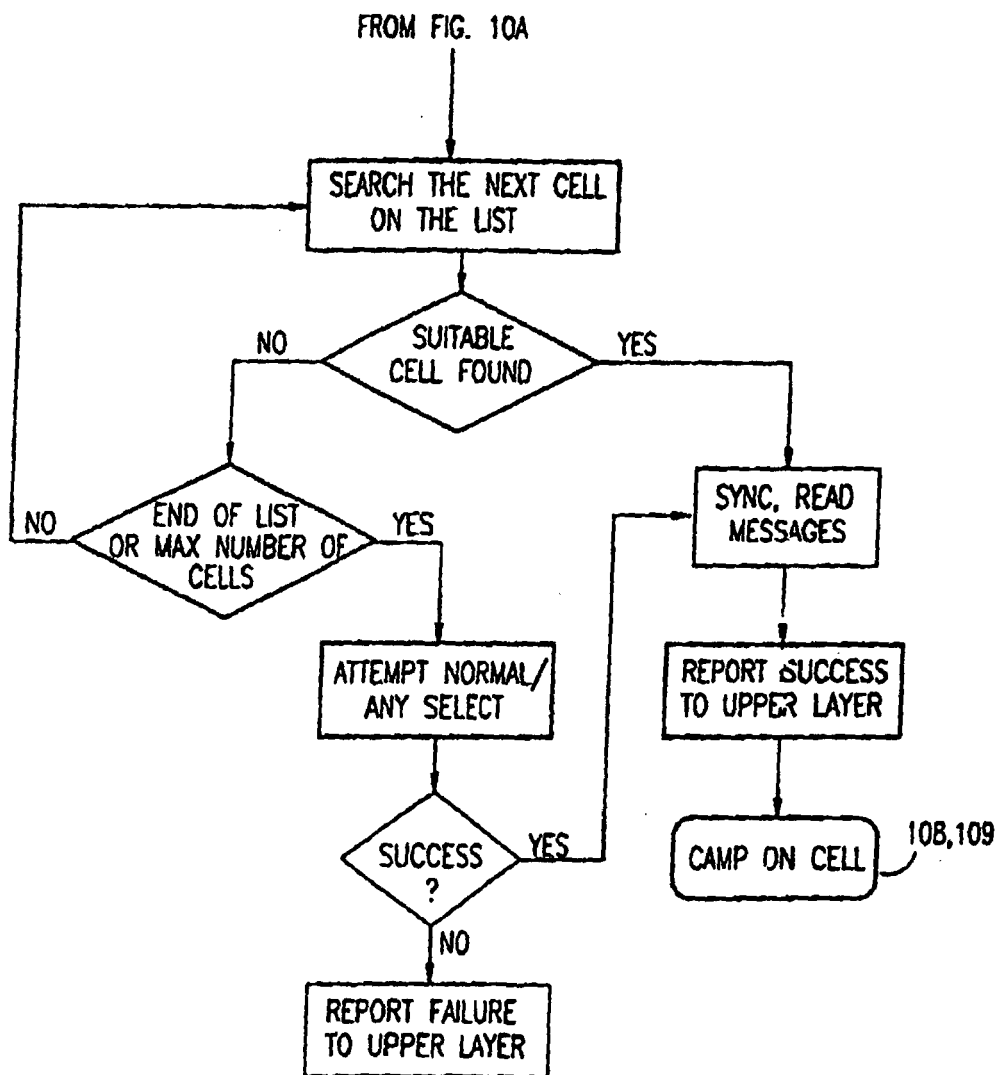 FROM FIG. 10A
SEARCH THE NEXT CELL
ON THE LIST
NO
SUITABLE
CELL FOUND
YES
NO
END OF LIST
OR MAX NUMBER OF
CELLS
YES
SYNC, READ
MESSAGES
ATTEMPT NORMAL/
ANY SELECT
REPORT SUCCESS
TO UPPER LAYER
SUCCESS
?
YES
CAMP ON CELL
108,109
NO
REPORT FAILURE
TO UPPER LAYER